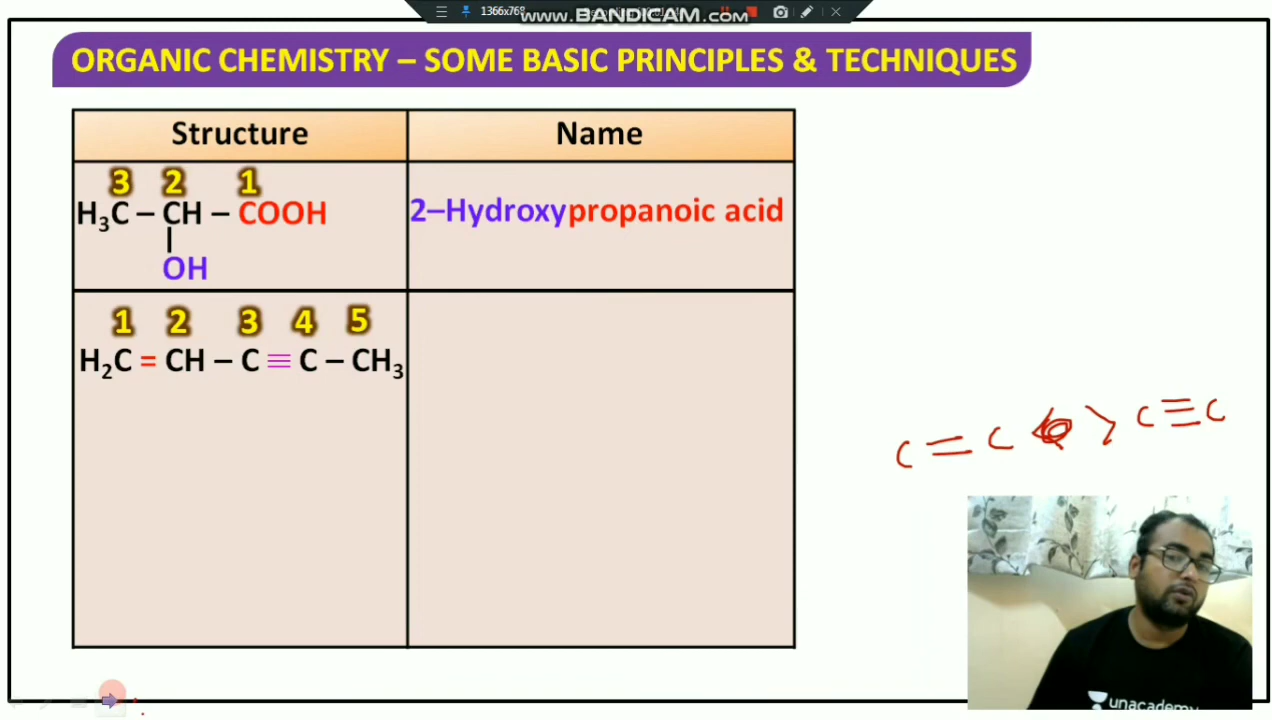 1366x768
www.BANDICAM.com
ORGANIC CHEMISTRY – SOME BASIC PRINCIPLES & TECHNIQUES
Structure Name
3 2 1
H₃C – CH – COOH 2–Hydroxypropanoic acid
OH
1 2 3 4 5
H₂C = CH – C ≡ C – CH₃
C = C > C ≡ C
unacademy